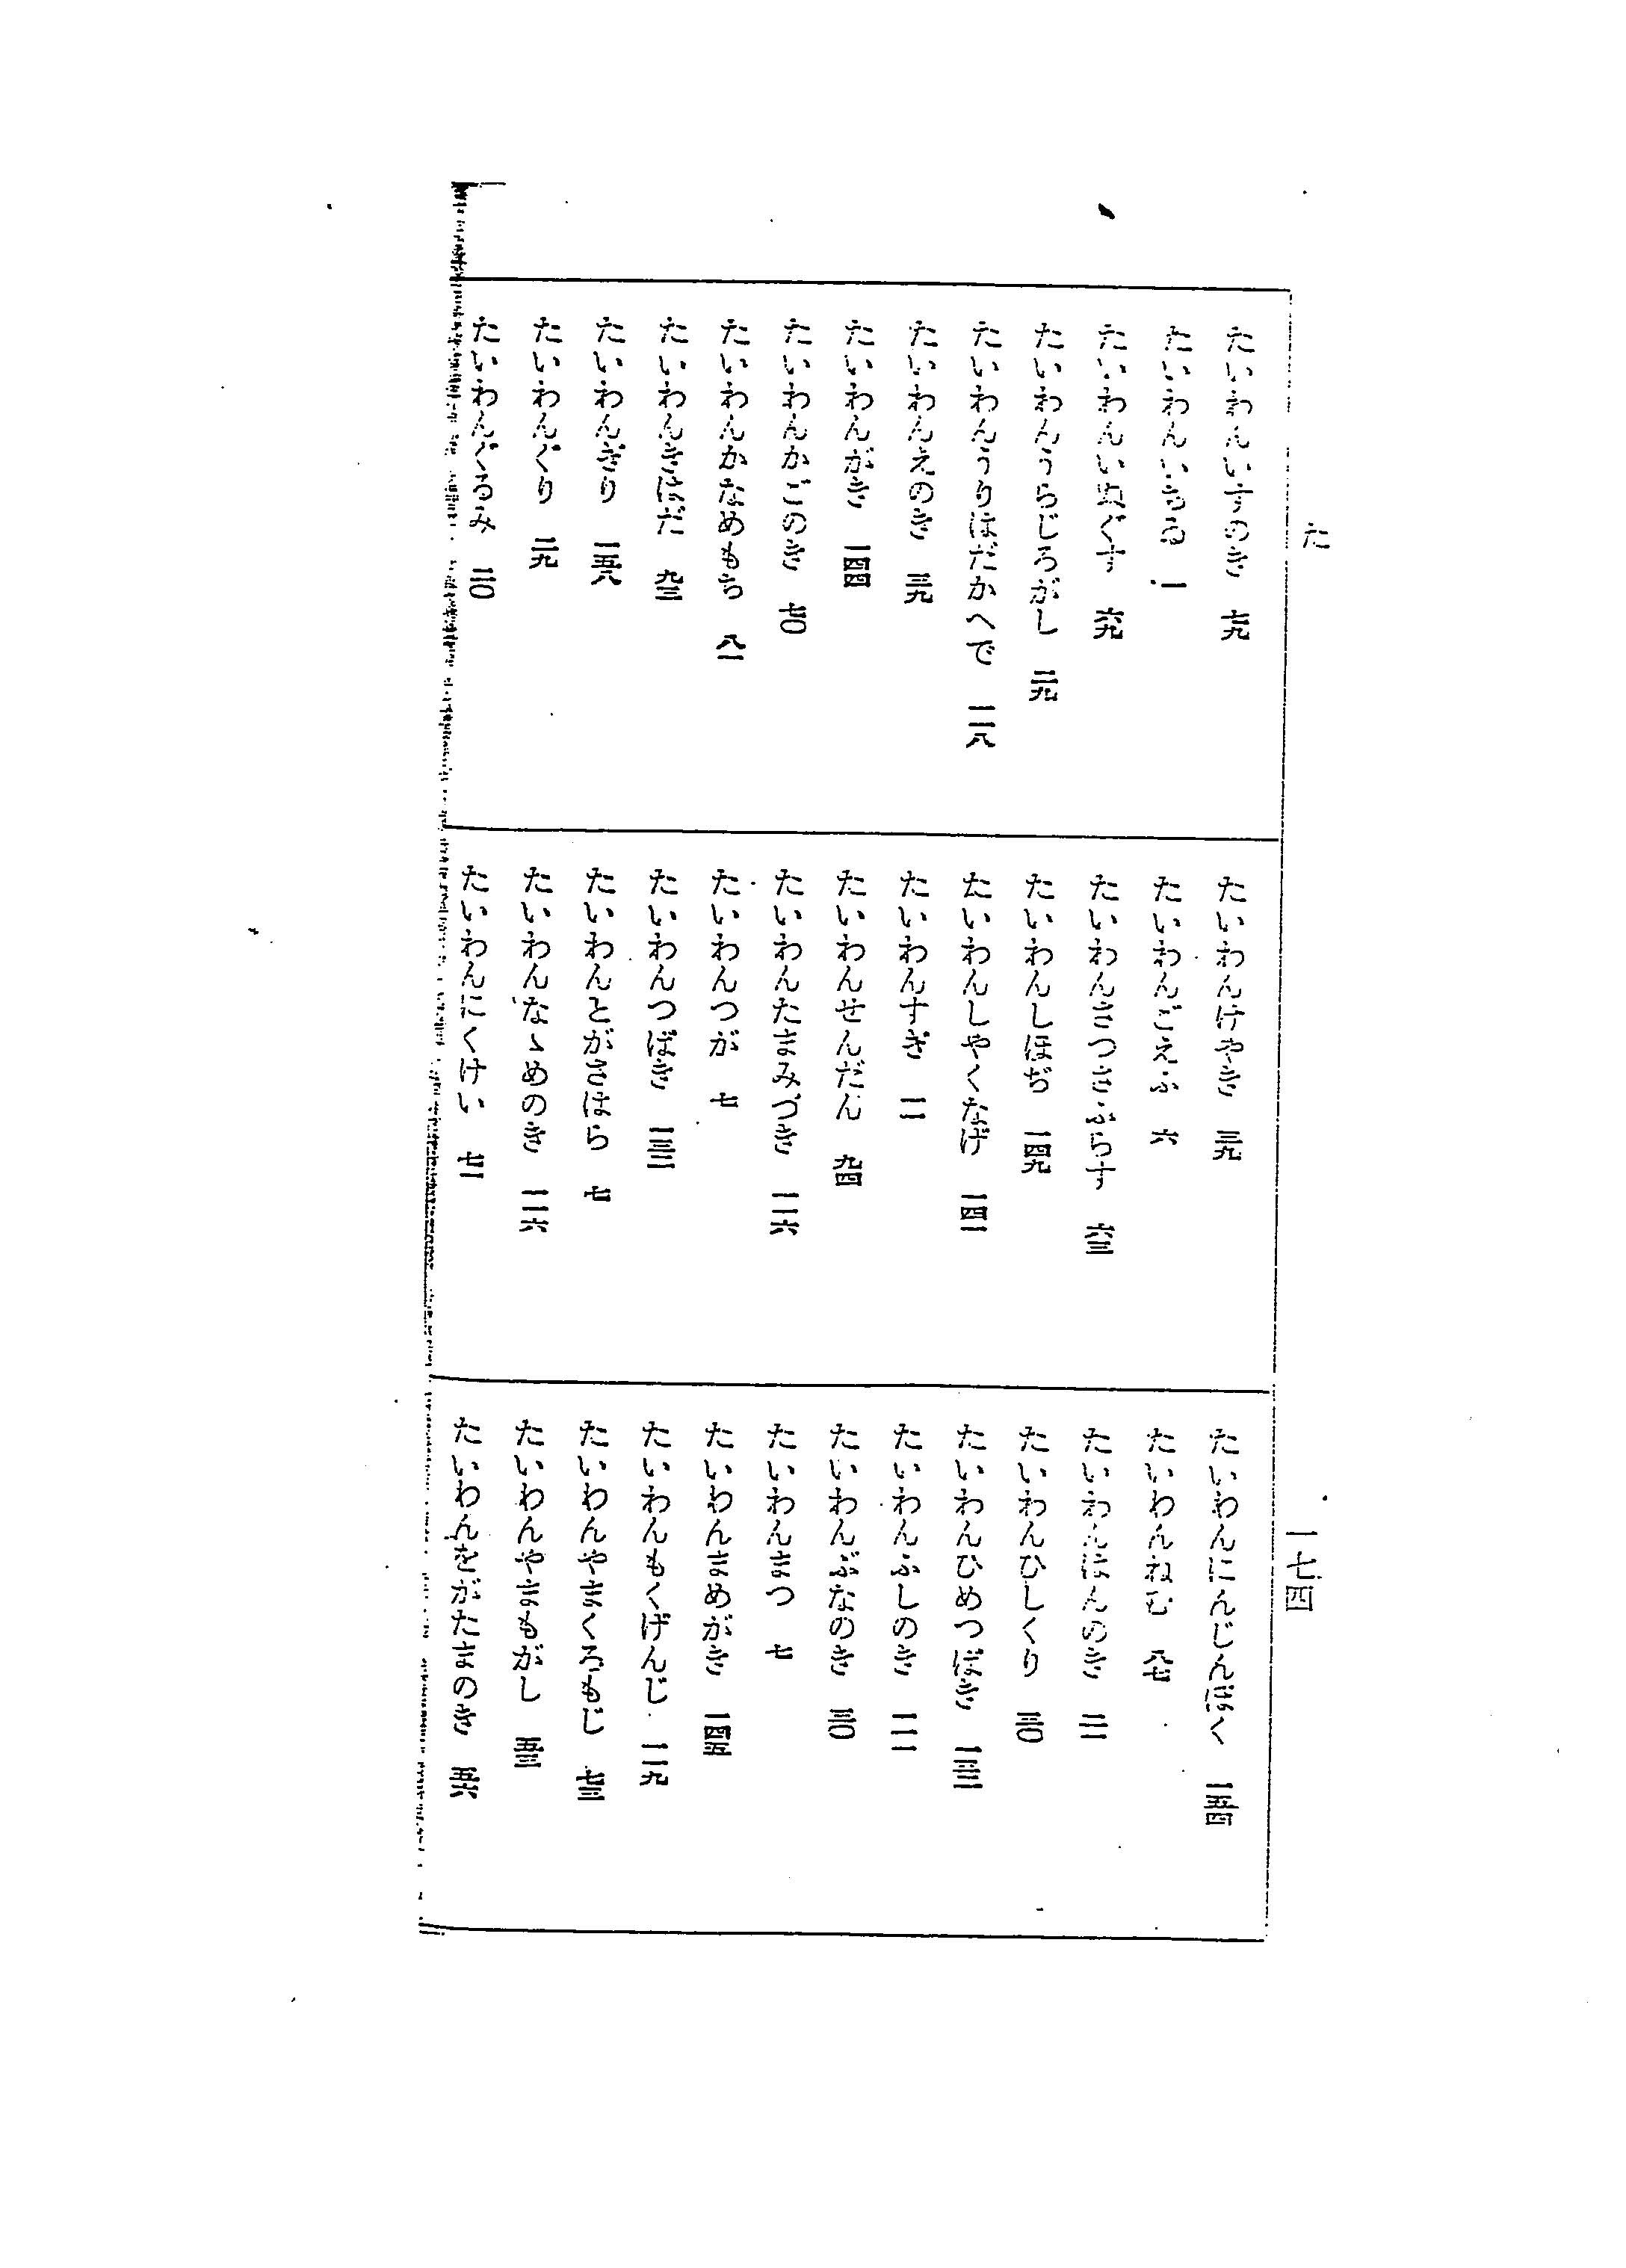 た
一七四
たいわんいすのき 七九
たいわんいちゐ 一
たいわんいぬぐす 六九
たいわんうらじろがし 二九
たいわんうりはだかへで 一一八
たいわんえのき 三九
たいわんがき 一四四
たいわんかごのき 七〇
たいわんかなめもち 八一
たいわんきはだ 九三
たいわんぎり 一五八
たいわんぐり 二九
たいわんぐるみ 二〇
たいわんけやき 三九
たいわんごえふ 六
たいわんさつさふらす 六三
たいわんしほぢ 一四九
たいわんしやくなげ 一四一
たいわんすぎ 一一
たいわんせんだん 九四
たいわんたまみづき 一一六
たいわんつが 七
たいわんつばき 一三一
たいわんとがさはら 七
たいわんなゝめのき 一一六
たいわんにくけい 七一
たいわんにんじんぼく 一五四
たいわんねむ 八七
たいわんはんのき 二一
たいわんひしくり 三〇
たいわんひめつばき 一三一
たいわんふしのき 一一一
たいわんぶなのき 三〇
たいわんまつ 七
たいわんまめがき 一四五
たいわんもくげんじ 一一九
たいわんやまくろもじ 七三
たいわんやまもがし 五三
たいわんをがたまのき 五六